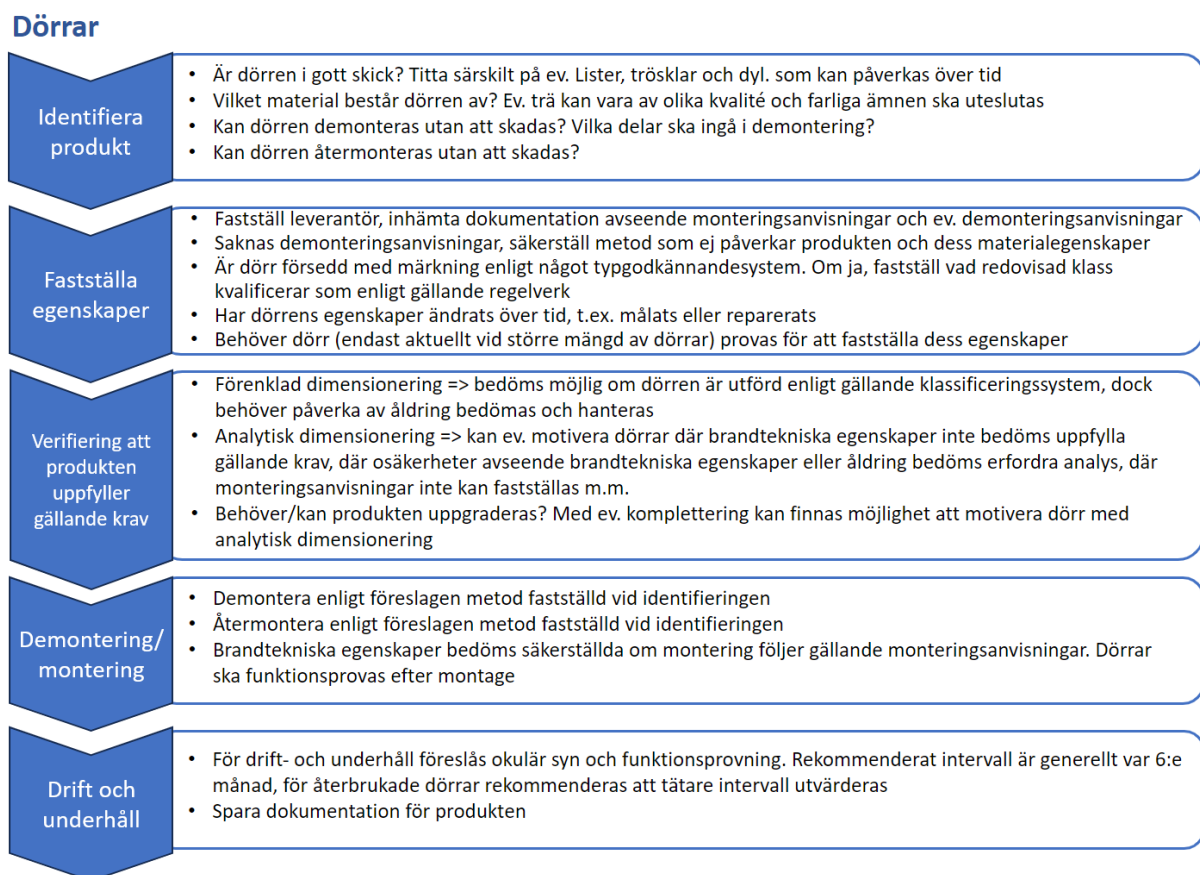 Dörrar
Identifiera
produkt
• Är dörren i gott skick? Titta särskilt på ev. Lister, trösklar och dyl. som kan påverkas över tid
• Vilket material består dörren av? Ev. trä kan vara av olika kvalité och farliga ämnen ska uteslutas
• Kan dörren demonteras utan att skadas? Vilka delar ska ingå i demontering?
• Kan dörren återmonteras utan att skadas?
Fastställa
egenskaper
• Fastställ leverantör, inhämta dokumentation avseende monteringsanvisningar och ev. demonteringsanvisningar
• Saknas demonteringsanvisningar, säkerställ metod som ej påverkar produkten och dess materialegenskaper
• Är dörr försedd med märkning enligt något typgodkännandesystem. Om ja, fastställ vad redovisad klass
kvalificerar som enligt gällande regelverk
• Har dörrens egenskaper ändrats över tid, t.ex. målats eller reparerats
• Behöver dörr (endast aktuellt vid större mängd av dörrar) provas för att fastställa dess egenskaper
Verifiering att
produkten
uppfyller
gällande krav
• Förenklad dimensionering => bedöms möjlig om dörren är utförd enligt gällande klassificeringssystem, dock
behöver påverka av åldring bedömas och hanteras
• Analytisk dimensionering => kan ev. motivera dörrar där brandtekniska egenskaper inte bedöms uppfylla
gällande krav, där osäkerheter avseende brandtekniska egenskaper eller åldring bedöms erfordra analys, där
monteringsanvisningar inte kan fastställas m.m.
• Behöver/kan produkten uppgraderas? Med ev. komplettering kan finnas möjlighet att motivera dörr med
analytisk dimensionering
Demontering/
montering
• Demontera enligt föreslagen metod fastställd vid identifieringen
• Återmontera enligt föreslagen metod fastställd vid identifieringen
• Brandtekniska egenskaper bedöms säkerställda om montering följer gällande monteringsanvisningar. Dörrar
ska funktionsprovas efter montage
Drift och
underhåll
• För drift- och underhåll föreslås okulär syn och funktionsprovning. Rekommenderat intervall är generellt var 6:e
månad, för återbrukade dörrar rekommenderas att tätare intervall utvärderas
• Spara dokumentation för produkten